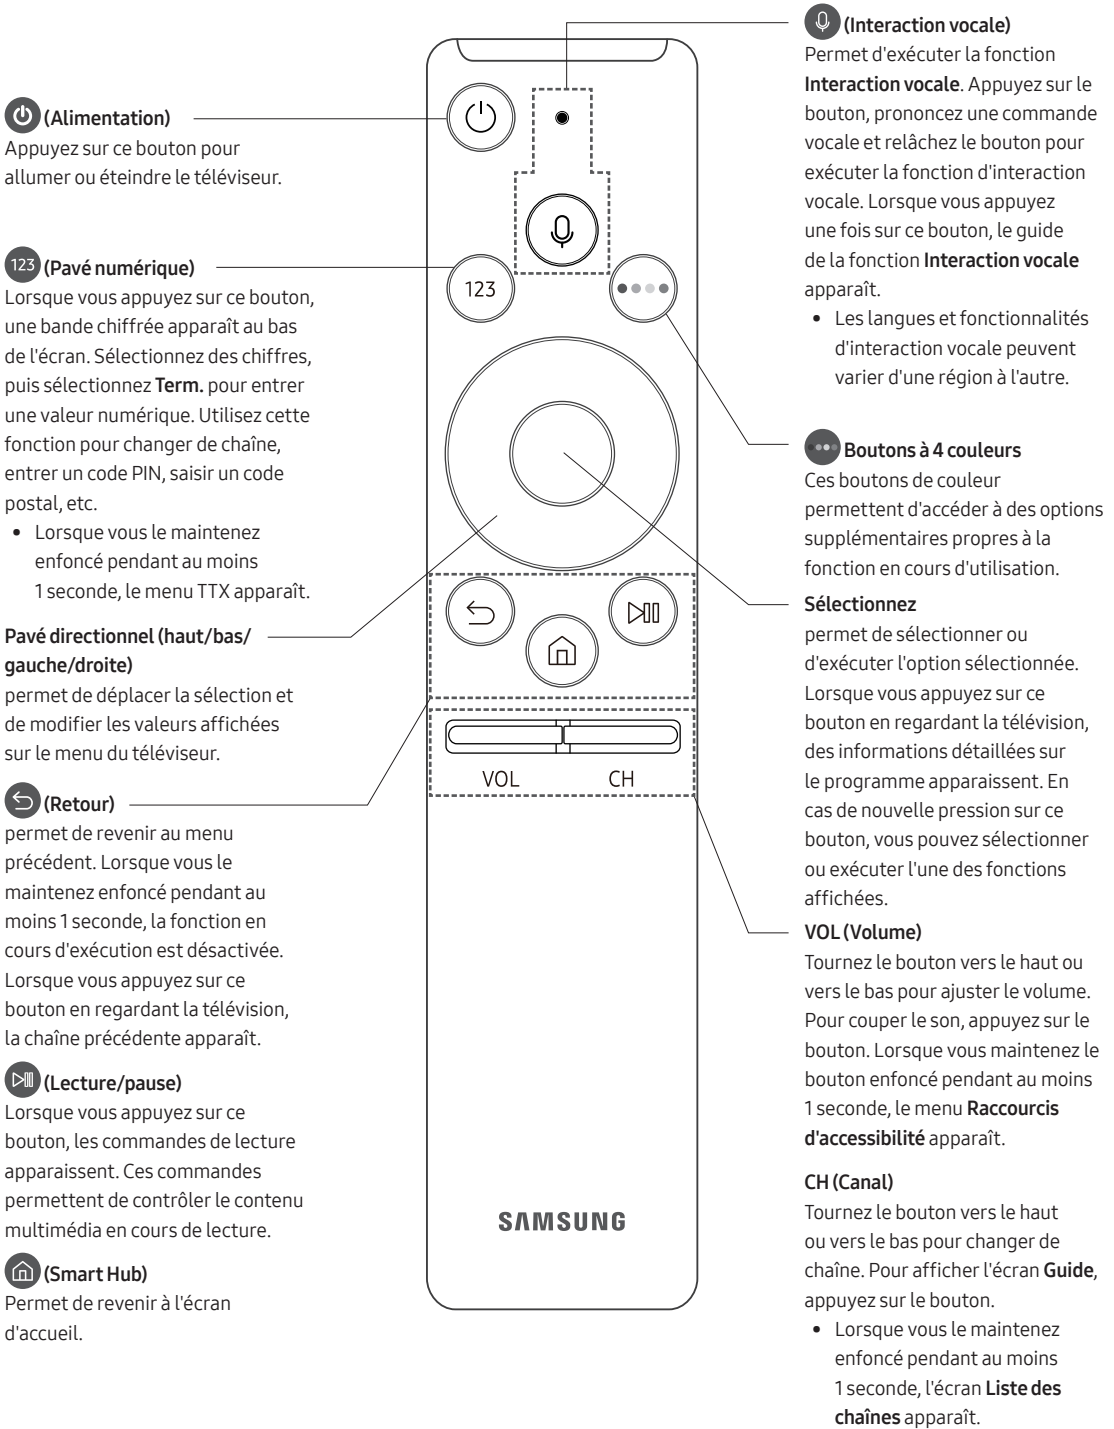 (Alimentation)
Appuyez sur ce bouton pour
allumer ou éteindre le téléviseur.
123 (Pavé numérique)
Lorsque vous appuyez sur ce bouton,
une bande chiffrée apparaît au bas
de l'écran. Sélectionnez des chiffres,
puis sélectionnez Term. pour entrer
une valeur numérique. Utilisez cette
fonction pour changer de chaîne,
entrer un code PIN, saisir un code
postal, etc.
• Lorsque vous le maintenez
enfoncé pendant au moins
1 seconde, le menu TTX apparaît.
Pavé directionnel (haut/bas/
gauche/droite)
permet de déplacer la sélection et
de modifier les valeurs affichées
sur le menu du téléviseur.
(Retour)
permet de revenir au menu
précédent. Lorsque vous le
maintenez enfoncé pendant au
moins 1 seconde, la fonction en
cours d'exécution est désactivée.
Lorsque vous appuyez sur ce
bouton en regardant la télévision,
la chaîne précédente apparaît.
(Lecture/pause)
Lorsque vous appuyez sur ce
bouton, les commandes de lecture
apparaissent. Ces commandes
permettent de contrôler le contenu
multimédia en cours de lecture.
(Smart Hub)
Permet de revenir à l'écran
d'accueil.
123
VOL CH
SAMSUNG
(Interaction vocale)
Permet d'exécuter la fonction
Interaction vocale. Appuyez sur le
bouton, prononcez une commande
vocale et relâchez le bouton pour
exécuter la fonction d'interaction
vocale. Lorsque vous appuyez
une fois sur ce bouton, le guide
de la fonction Interaction vocale
apparaît.
• Les langues et fonctionnalités
d'interaction vocale peuvent
varier d'une région à l'autre.
Boutons à 4 couleurs
Ces boutons de couleur
permettent d'accéder à des options
supplémentaires propres à la
fonction en cours d'utilisation.
Sélectionnez
permet de sélectionner ou
d'exécuter l'option sélectionnée.
Lorsque vous appuyez sur ce
bouton en regardant la télévision,
des informations détaillées sur
le programme apparaissent. En
cas de nouvelle pression sur ce
bouton, vous pouvez sélectionner
ou exécuter l'une des fonctions
affichées.
VOL (Volume)
Tournez le bouton vers le haut ou
vers le bas pour ajuster le volume.
Pour couper le son, appuyez sur le
bouton. Lorsque vous maintenez le
bouton enfoncé pendant au moins
1 seconde, le menu Raccourcis
d'accessibilité apparaît.
CH (Canal)
Tournez le bouton vers le haut
ou vers le bas pour changer de
chaîne. Pour afficher l'écran Guide,
appuyez sur le bouton.
• Lorsque vous le maintenez
enfoncé pendant au moins
1 seconde, l'écran Liste des
chaînes apparaît.